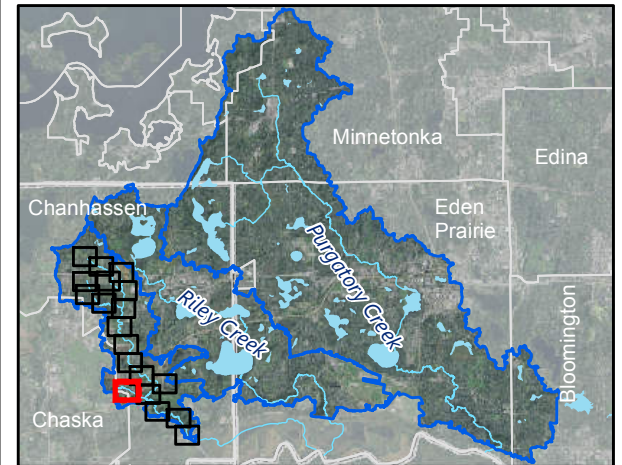 Minnetonka
Edina
Chanhassen
Eden
Prairie
Purgatory Creek
Riley Creek
Bloomington
Chaska